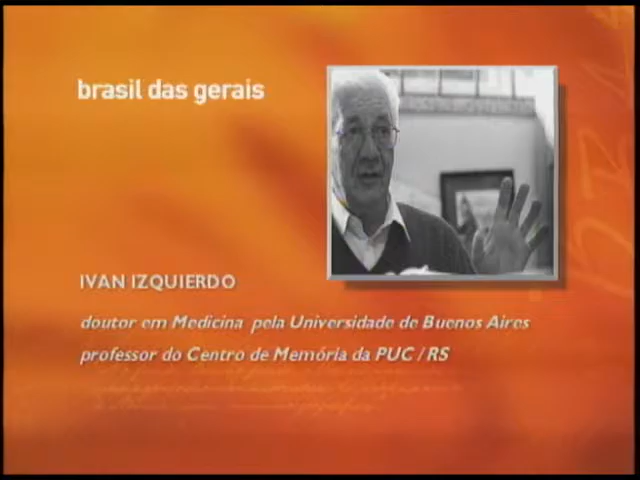 brasil das gerais
IVAN IZQUIERDO
doutor em Medicina pela Universidade de Buenos Aires
professor do Centro de Memória da PUC / RS